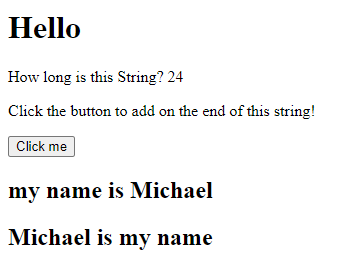 Hello
How long is this String? 24
Click the button to add on the end of this string!
Click me
my name is Michael
Michael is my name